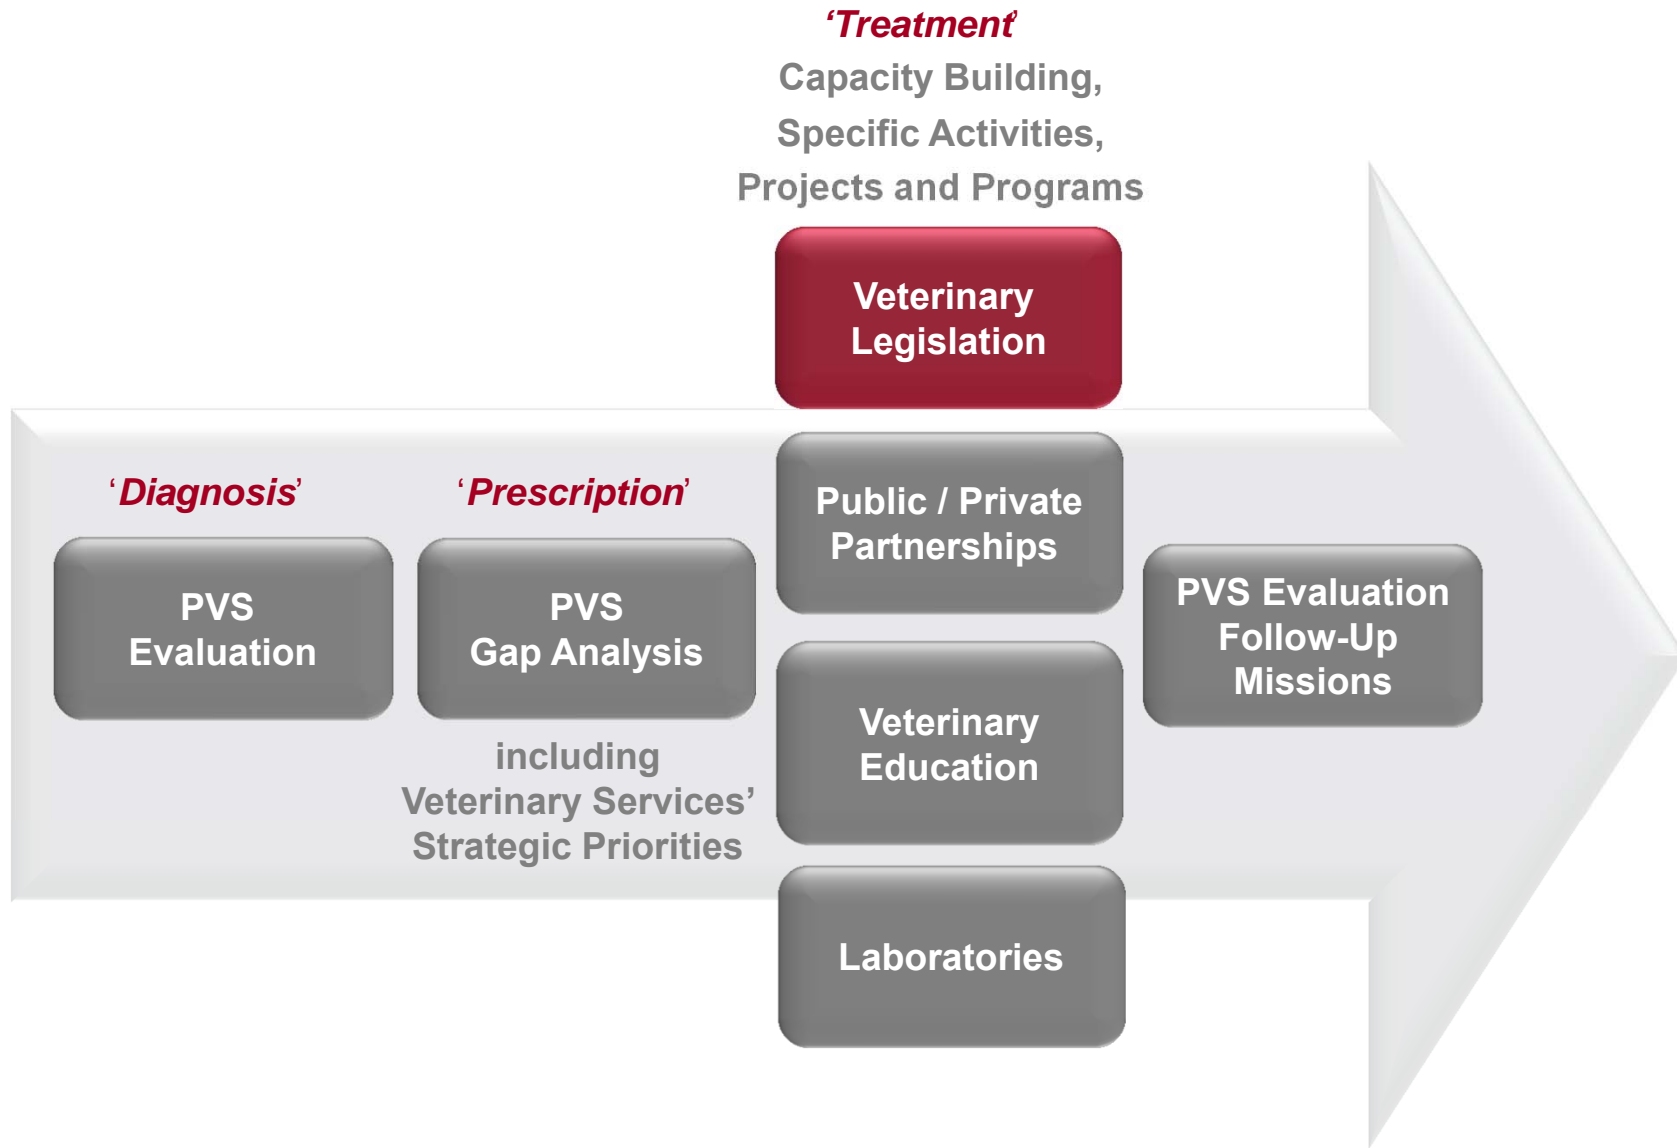 ‘Treatment’
Capacity Building,
Specific Activities,
Projects and Programs
Veterinary
Legislation
‘Diagnosis’
PVS
Evaluation
‘Prescription’
PVS
Gap Analysis
including
Veterinary Services’
Strategic Priorities
Public / Private
Partnerships
Veterinary
Education
Laboratories
PVS Evaluation
Follow-Up
Missions